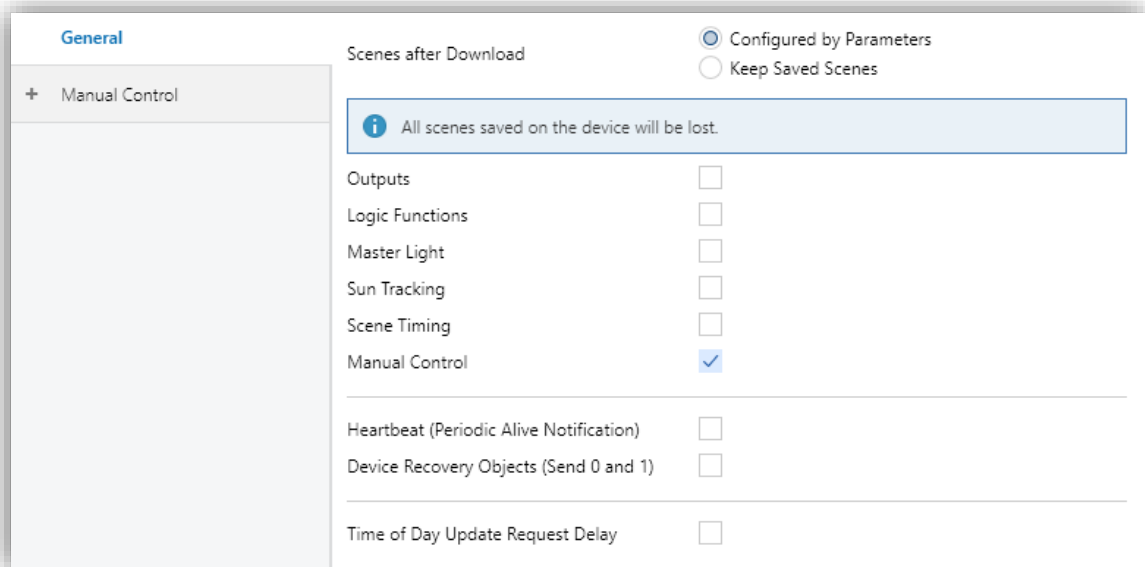 General
+ Manual Control
Scenes after Download
Configured by Parameters
Keep Saved Scenes
i All scenes saved on the device will be lost.
Outputs
Logic Functions
Master Light
Sun Tracking
Scene Timing
Manual Control
Heartbeat (Periodic Alive Notification)
Device Recovery Objects (Send 0 and 1)
Time of Day Update Request Delay